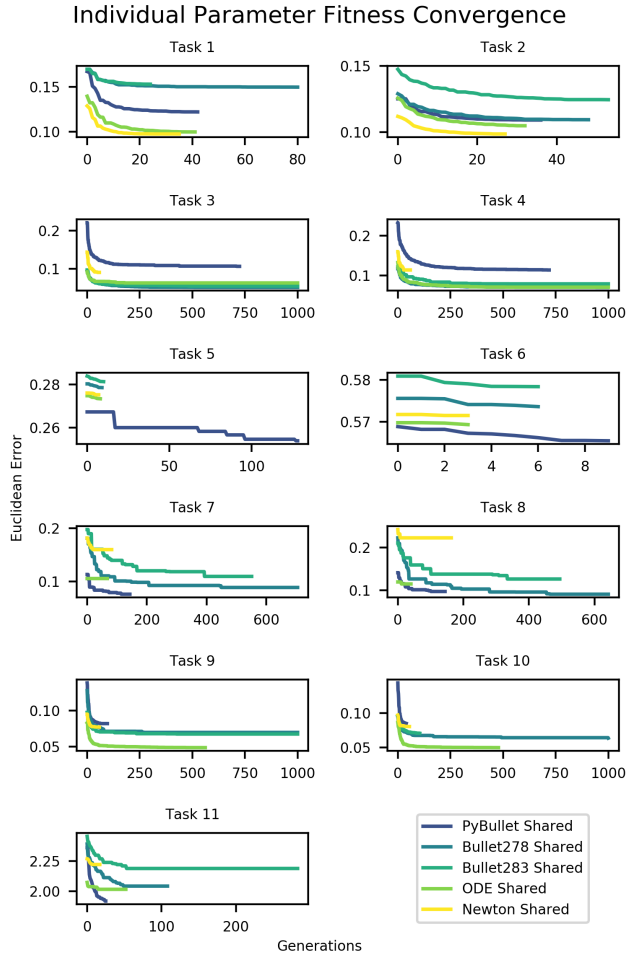 Individual Parameter Fitness Convergence
Task 1
Task 2
0.15
0.10
0 20 40 60 80
0.15
0.10
0 20 40
Task 3
Task 4
0.2
0.1
0 250 500 750 1000
0.2
0.1
0 250 500 750 1000
Task 5
Task 6
0.28
0.26
0 50 100
0.58
0.57
0 2 4 6 8
Euclidean Error
Task 7
Task 8
0.2
0.1
0 200 400 600
0.2
0.1
0 200 400 600
Task 9
Task 10
0.10
0.05
0 250 500 750 1000
0.10
0.05
0 250 500 750 1000
Task 11
2.25
2.00
0 100 200
Generations
PyBullet Shared
Bullet278 Shared
Bullet283 Shared
ODE Shared
Newton Shared